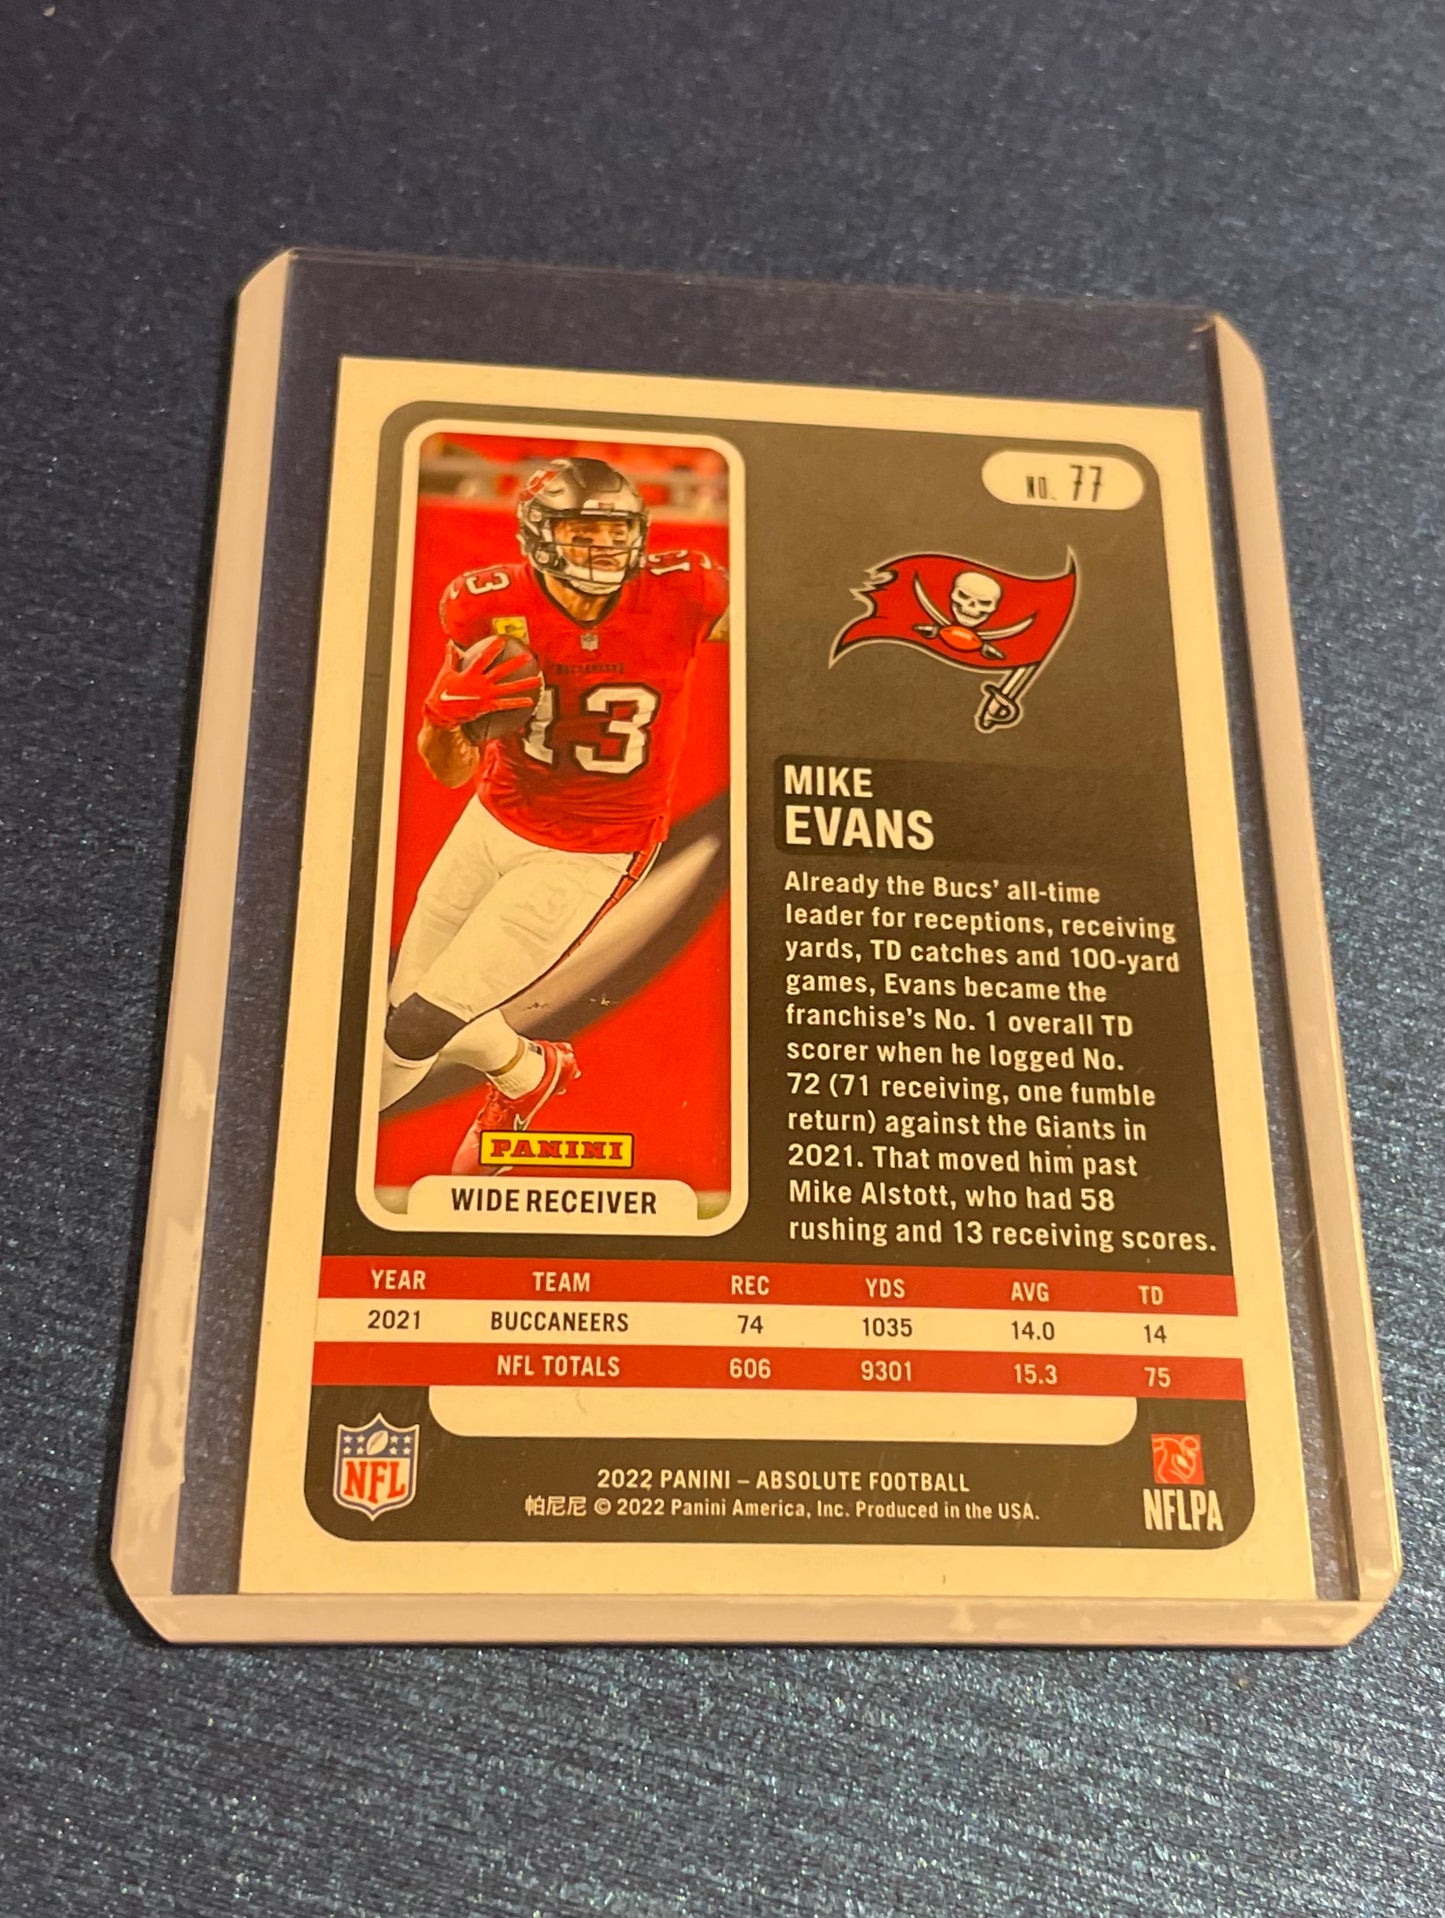 NO. 77
13
13
BUCCANEERS
13
MIKE
EVANS
Already the Bucs' all-time
leader for receptions, receiving
yards, TD catches and 100-yard
games, Evans became the
franchise's No. 1 overall TD
scorer when he logged No.
72 (71 receiving, one fumble
return) against the Giants in
2021. That moved him past
Mike Alstott, who had 58
rushing and 13 receiving scores.
PANINI
WIDE RECEIVER
YEAR TEAM REC YDS AVG TD
2021 BUCCANEERS 74 1035 14.0 14
NFL TOTALS 606 9301 15.3 75
NFL
2022 PANINI – ABSOLUTE FOOTBALL
帕尼尼 © 2022 Panini America, Inc. Produced in the USA.
NFLPA